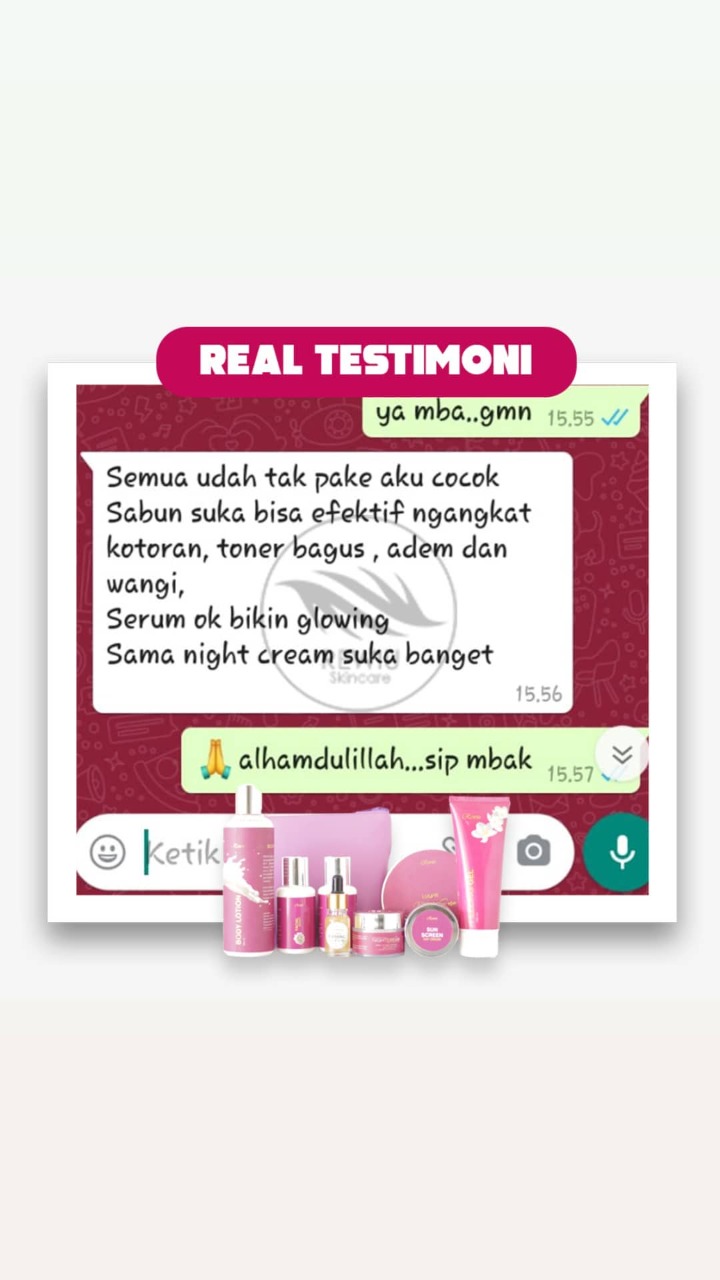 REAL TESTIMONI
ya mba..gmn 15.55
Semua udah tak pake aku cocok
Sabun suka bisa efektif ngangkat
kotoran, toner bagus , adem dan
wangi,
Serum ok bikin glowing
Sama night cream suka banget
Skincare
15.56
🙏 alhamdulillah...sip mbak 15.57
Ketik
BODY LOTION
SUN
SCREEN